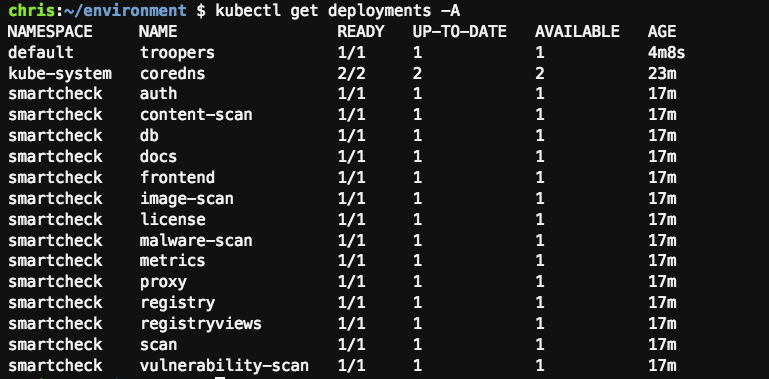 chris:~/environment $ kubectl get deployments -A
NAMESPACE NAME READY UP-TO-DATE AVAILABLE AGE
default troopers 1/1 1 1 4m8s
kube-system coredns 2/2 2 2 23m
smartcheck auth 1/1 1 1 17m
smartcheck content-scan 1/1 1 1 17m
smartcheck db 1/1 1 1 17m
smartcheck docs 1/1 1 1 17m
smartcheck frontend 1/1 1 1 17m
smartcheck image-scan 1/1 1 1 17m
smartcheck license 1/1 1 1 17m
smartcheck malware-scan 1/1 1 1 17m
smartcheck metrics 1/1 1 1 17m
smartcheck proxy 1/1 1 1 17m
smartcheck registry 1/1 1 1 17m
smartcheck registryviews 1/1 1 1 17m
smartcheck scan 1/1 1 1 17m
smartcheck vulnerability-scan 1/1 1 1 17m